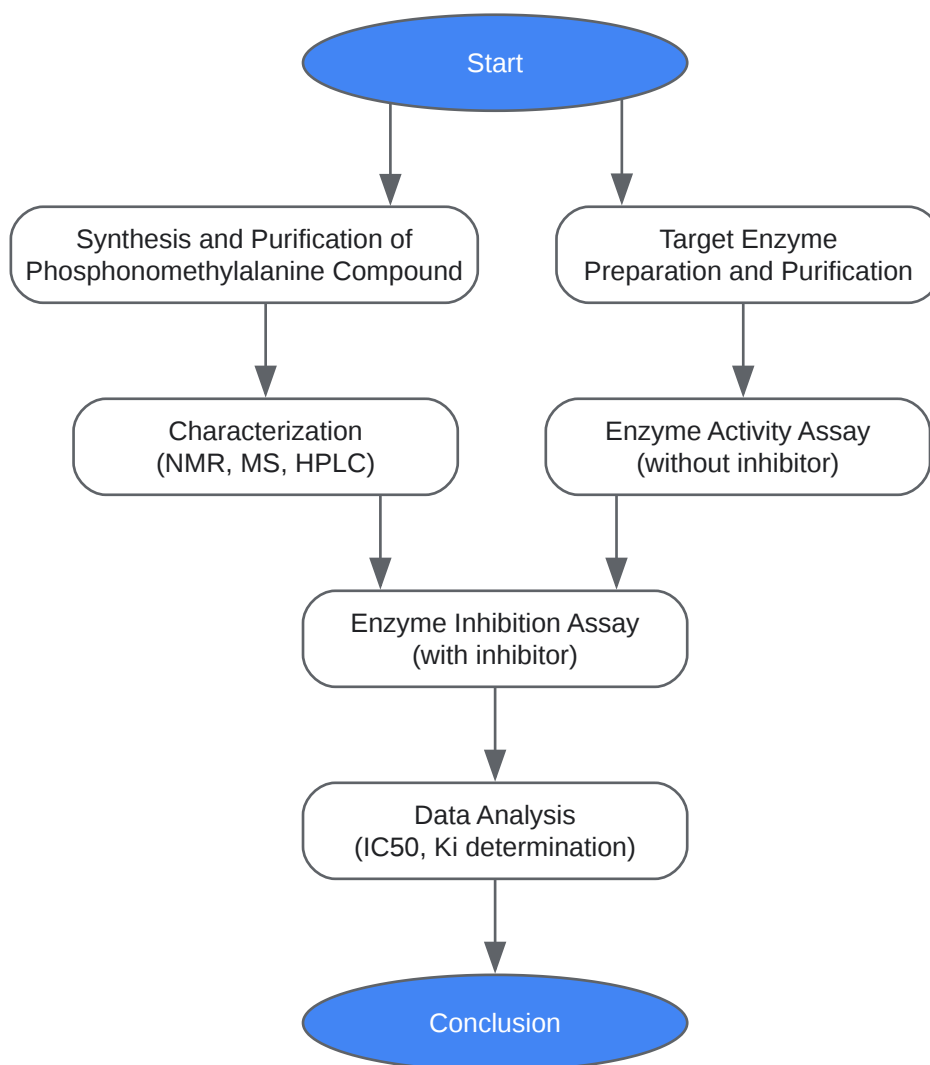 Start
Synthesis and Purification of
Phosphonomethylalanine Compound
Target Enzyme
Preparation and Purification
Characterization
(NMR, MS, HPLC)
Enzyme Activity Assay
(without inhibitor)
Enzyme Inhibition Assay
(with inhibitor)
Data Analysis
(IC50, Ki determination)
Conclusion